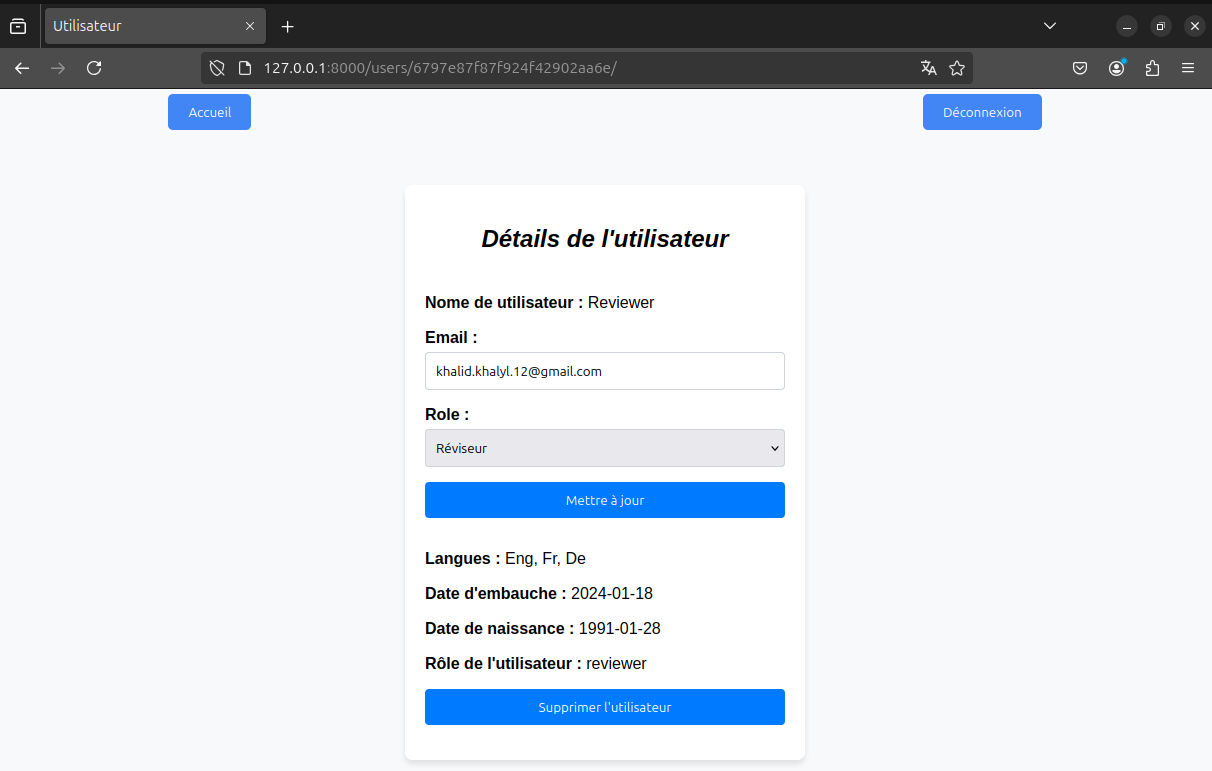 Utilisateur
127.0.0.1:8000/users/6797e87f87f924f42902aa6e/
Accueil
Déconnexion
Détails de l'utilisateur
Nome de utilisateur : Reviewer
Email :
khalid.khalyl.12@gmail.com
Role :
Réviseur
Mettre à jour
Langues : Eng, Fr, De
Date d'embauche : 2024-01-18
Date de naissance : 1991-01-28
Rôle de l'utilisateur : reviewer
Supprimer l'utilisateur